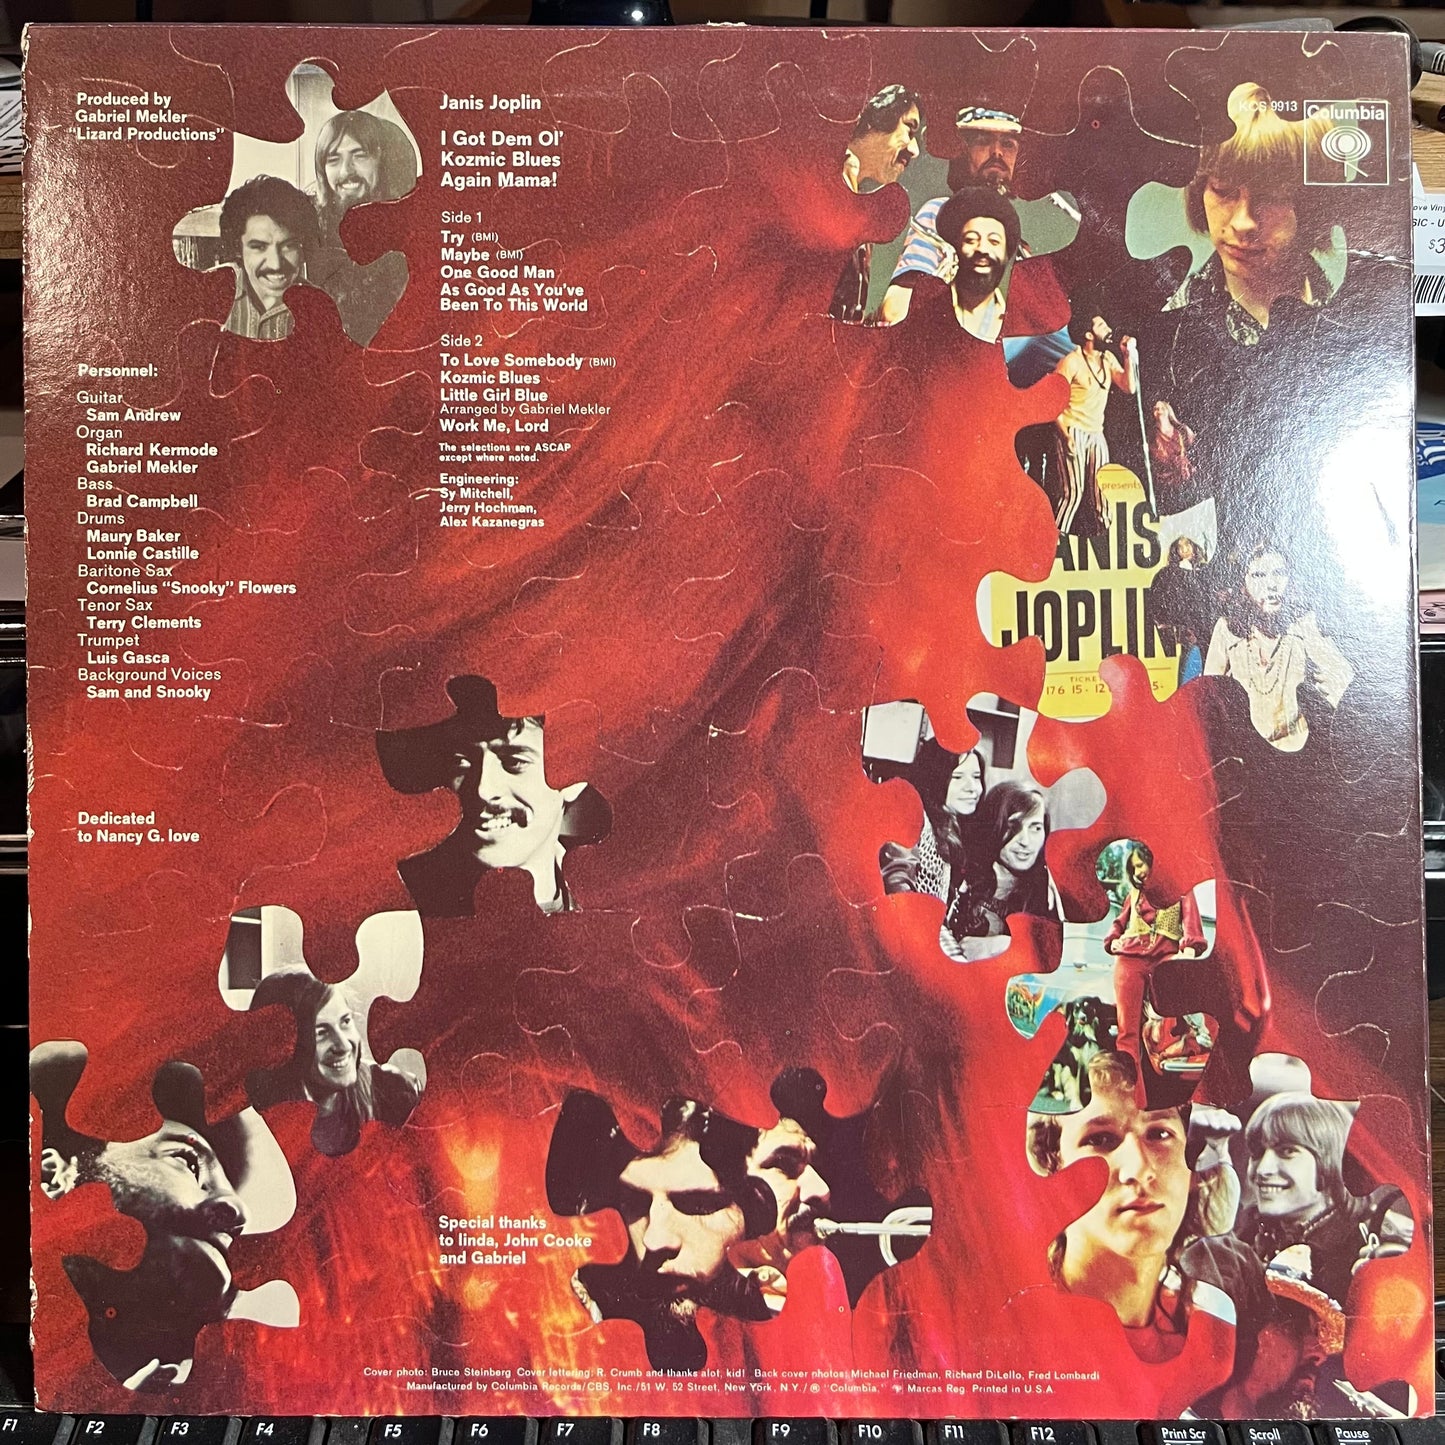 Produced by
Gabriel Mekler
"Lizard Productions"
Personnel:
Guitar
Sam Andrew
Organ
Richard Kermode
Gabriel Mekler
Bass
Brad Campbell
Drums
Maury Baker
Lonnie Castille
Baritone Sax
Cornelius "Snooky" Flowers
Tenor Sax
Terry Clements
Trumpet
Luis Gasca
Background Voices
Sam and Snooky
Dedicated
to Nancy G. love
Janis Joplin
I Got Dem Ol'
Kozmic Blues
Again Mama!
Side 1
Try (BMI)
Maybe (BMI)
One Good Man
As Good As You've
Been To This World
Side 2
To Love Somebody (BMI)
Kozmic Blues
Little Girl Blue
Arranged by Gabriel Mekler
Work Me, Lord
The selections are ASCAP
except where noted.
Engineering:
Sy Mitchell,
Jerry Hochman,
Alex Kazanegras
Special thanks
to linda, John Cooke
and Gabriel
KCS 9913
Columbia
presents
ANIS
JOPLIN
TICKE
176 15·
Cover photo: Bruce Steinberg Cover lettering: R. Crumb and thanks alot, kid! Back cover photos: Michael Friedman, Richard DiLello, Fred Lombardi
Manufactured by Columbia Records/CBS, Inc./51 W. 52 Street, New York, N.Y./® "Columbia," Marcas Reg. Printed in U.S.A.
ove Viny
SIC - U
$3
F1 F2 F3 F4 F5 F6 F7 F8 F9 F10 F11 F12 Print Scr Scroll Pause